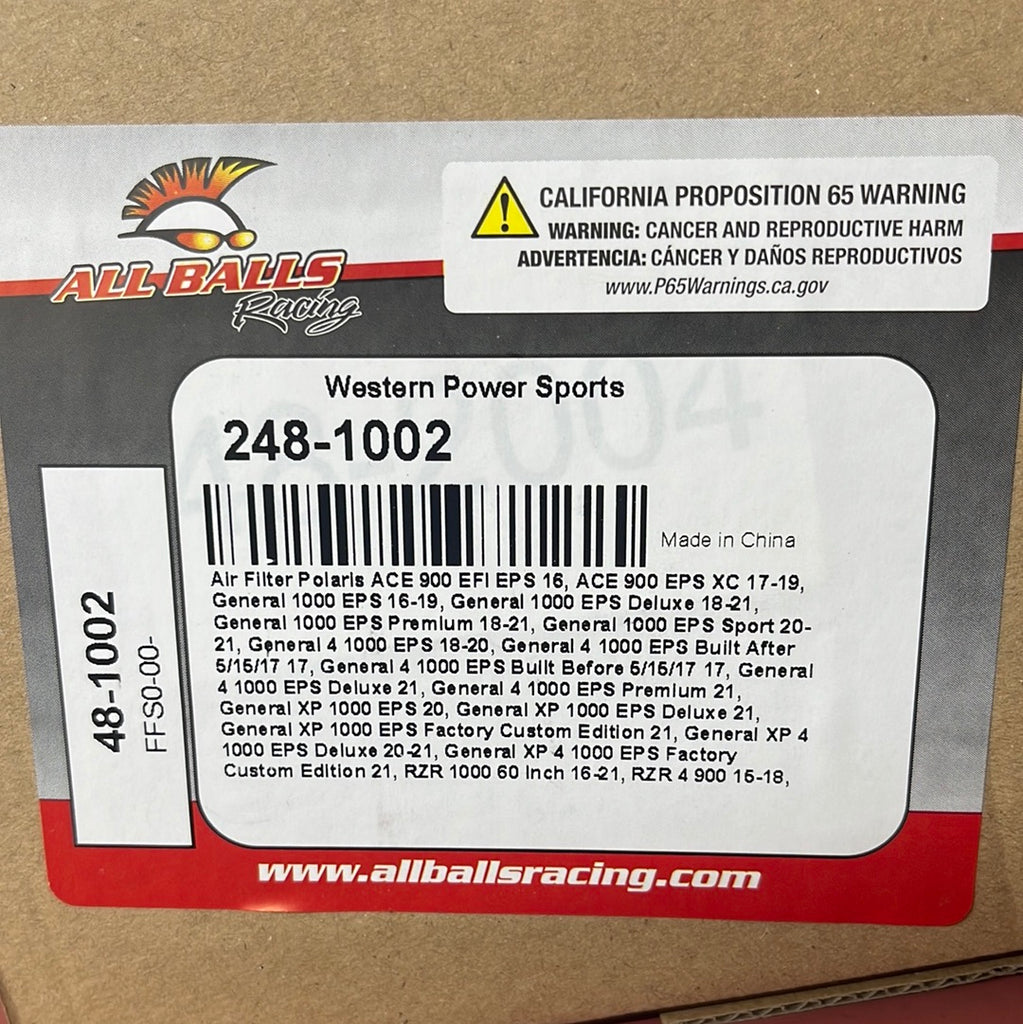 ALL BALLS
Racing
CALIFORNIA PROPOSITION 65 WARNING
WARNING: CANCER AND REPRODUCTIVE HARM
ADVERTENCIA: CÁNCER Y DAÑOS REPRODUCTIVOS
www.P65Warnings.ca.gov
Western Power Sports
248-1002
Made in China
Air Filter Polaris ACE 900 EFI EPS 16, ACE 900 EPS XC 17-19,
General 1000 EPS 16-19, General 1000 EPS Deluxe 18-21,
General 1000 EPS Premium 18-21, General 1000 EPS Sport 20-
21, General 4 1000 EPS 18-20, General 4 1000 EPS Built After
5/15/17 17, General 4 1000 EPS Built Before 5/15/17 17, General
4 1000 EPS Deluxe 21, General 4 1000 EPS Premium 21,
General XP 1000 EPS 20, General XP 1000 EPS Deluxe 21,
General XP 1000 EPS Factory Custom Edition 21, General XP 4
1000 EPS Deluxe 20-21, General XP 4 1000 EPS Factory
Custom Edition 21, RZR 1000 60 Inch 16-21, RZR 4 900 15-18,
48-1002
FFS0-00-
www.allballsracing.com